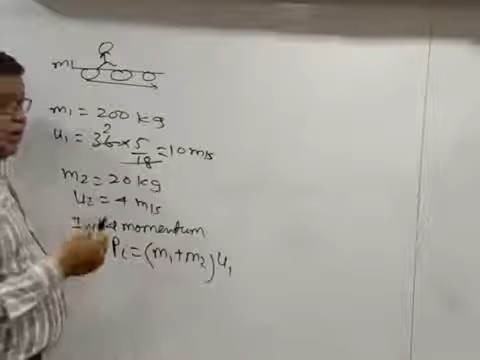 m1
m1 = 200 kg
u1 = 36 2 × 5/18 = 10 m/s
m2 = 20 kg
u2 = 4 m/s
momentum
Pi = (m1 + m2) u1